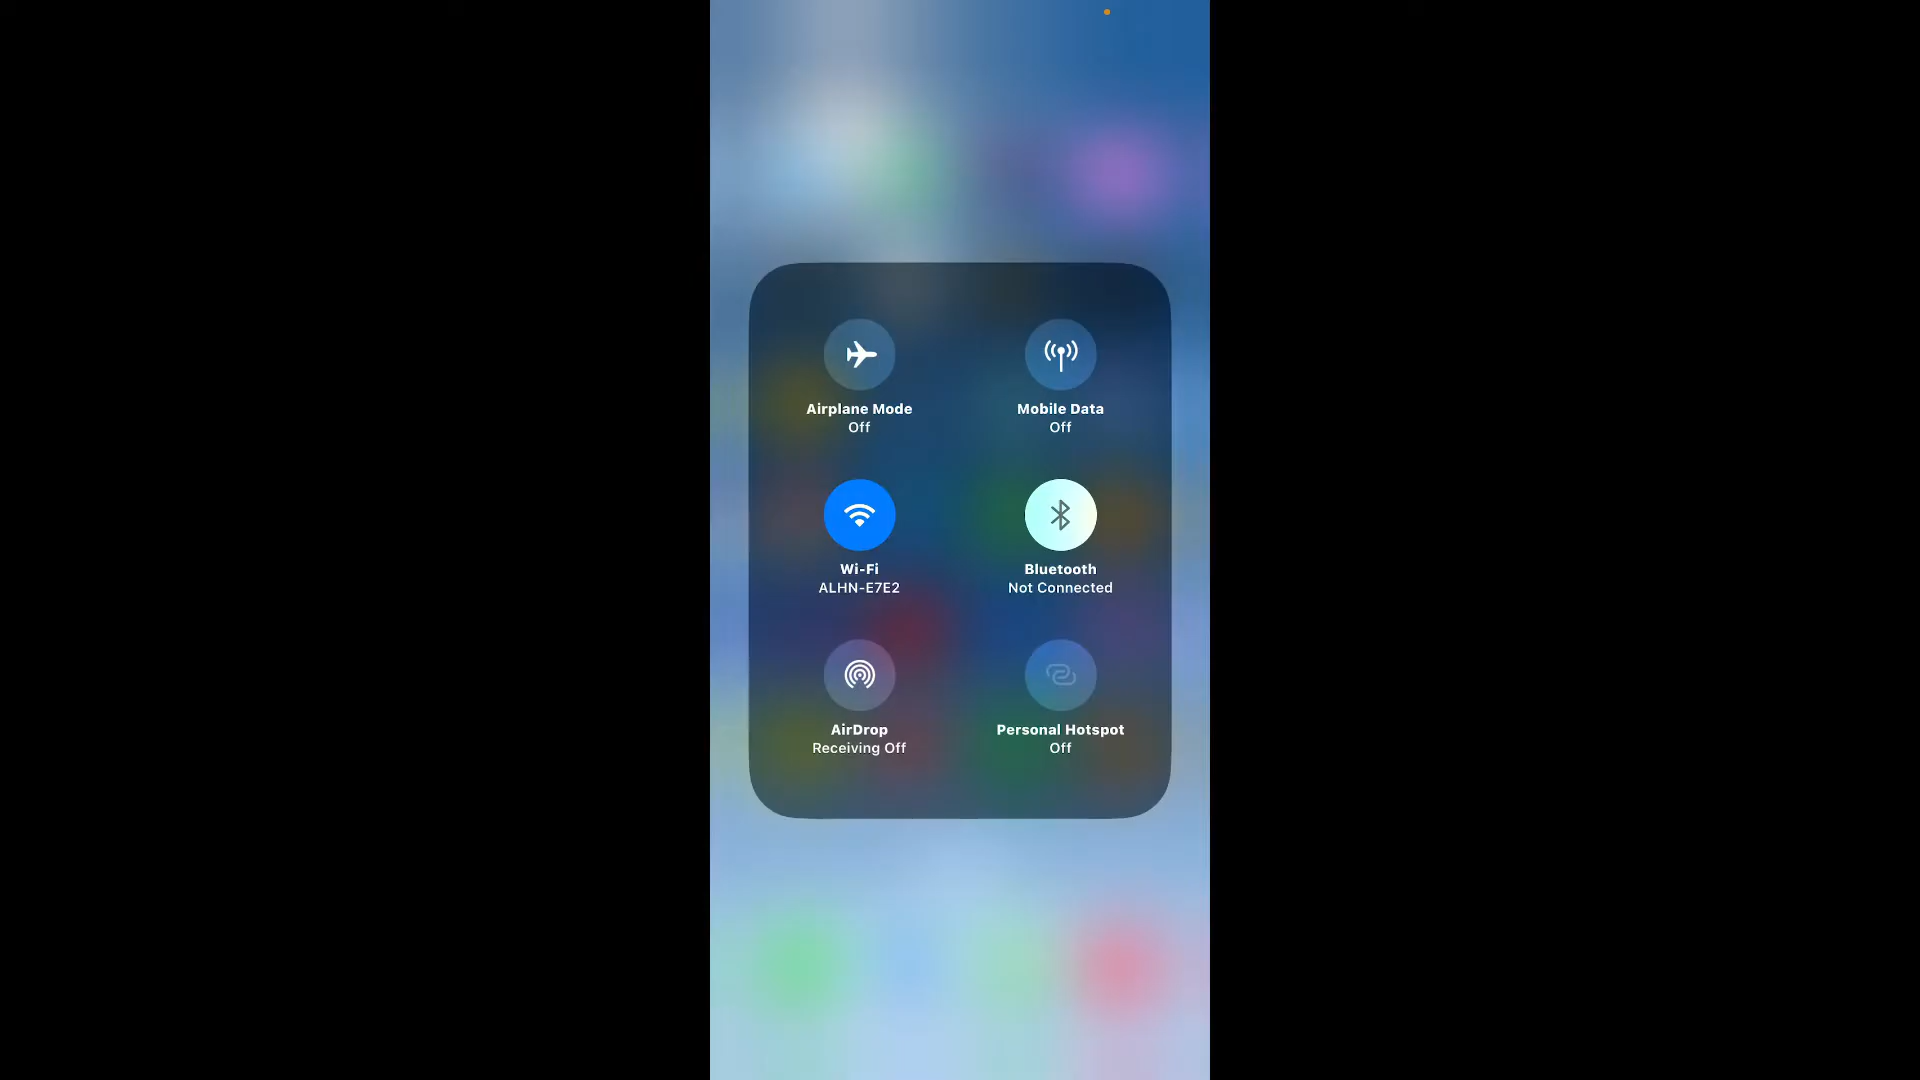 Airplane Mode
Off
Mobile Data
Off
Wi-Fi
ALHN-E7E2
Bluetooth
Not Connected
AirDrop
Receiving Off
Personal Hotspot
Off